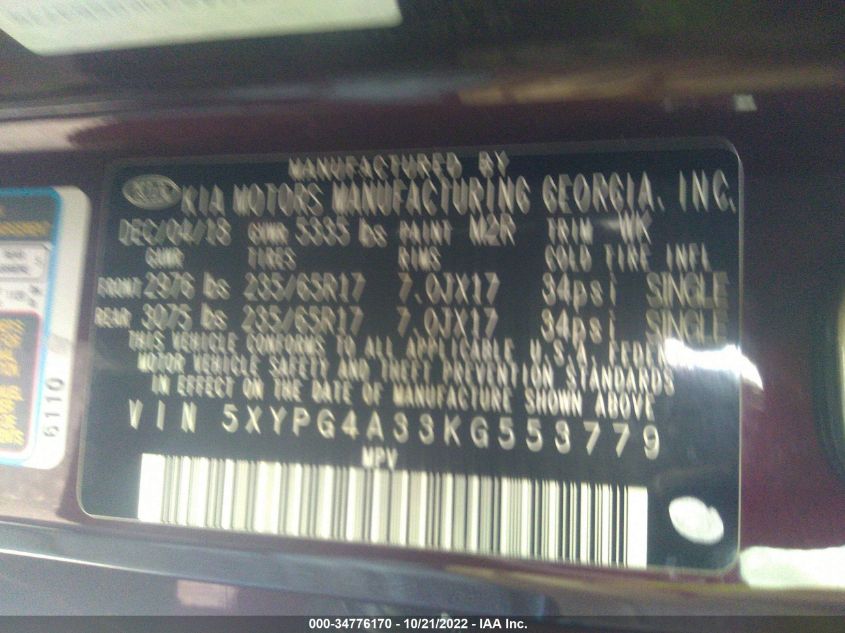 MANUFACTURED BY
KIA KIA MOTORS MANUFACTURING GEORGIA, INC.
DEC/04/18 GVWR 5335 lbs PAINT M2R TRIM WK
GAWR TIRES RIMS COLD TIRE INFL
FRONT 2976 lbs 235/65R17 7.0JX17 34psi SINGLE
REAR 3075 lbs 235/65R17 7.0JX17 34psi SINGLE
THIS VEHICLE CONFORMS TO ALL APPLICABLE U.S.A. FEDERAL
MOTOR VEHICLE SAFETY AND THEFT PREVENTION STANDARDS
IN EFFECT ON THE DATE OF MANUFACTURE SHOWN ABOVE
VIN 5XYPG4A33KG553779
MPV
6110
000-34776170 - 10/21/2022 - IAA Inc.